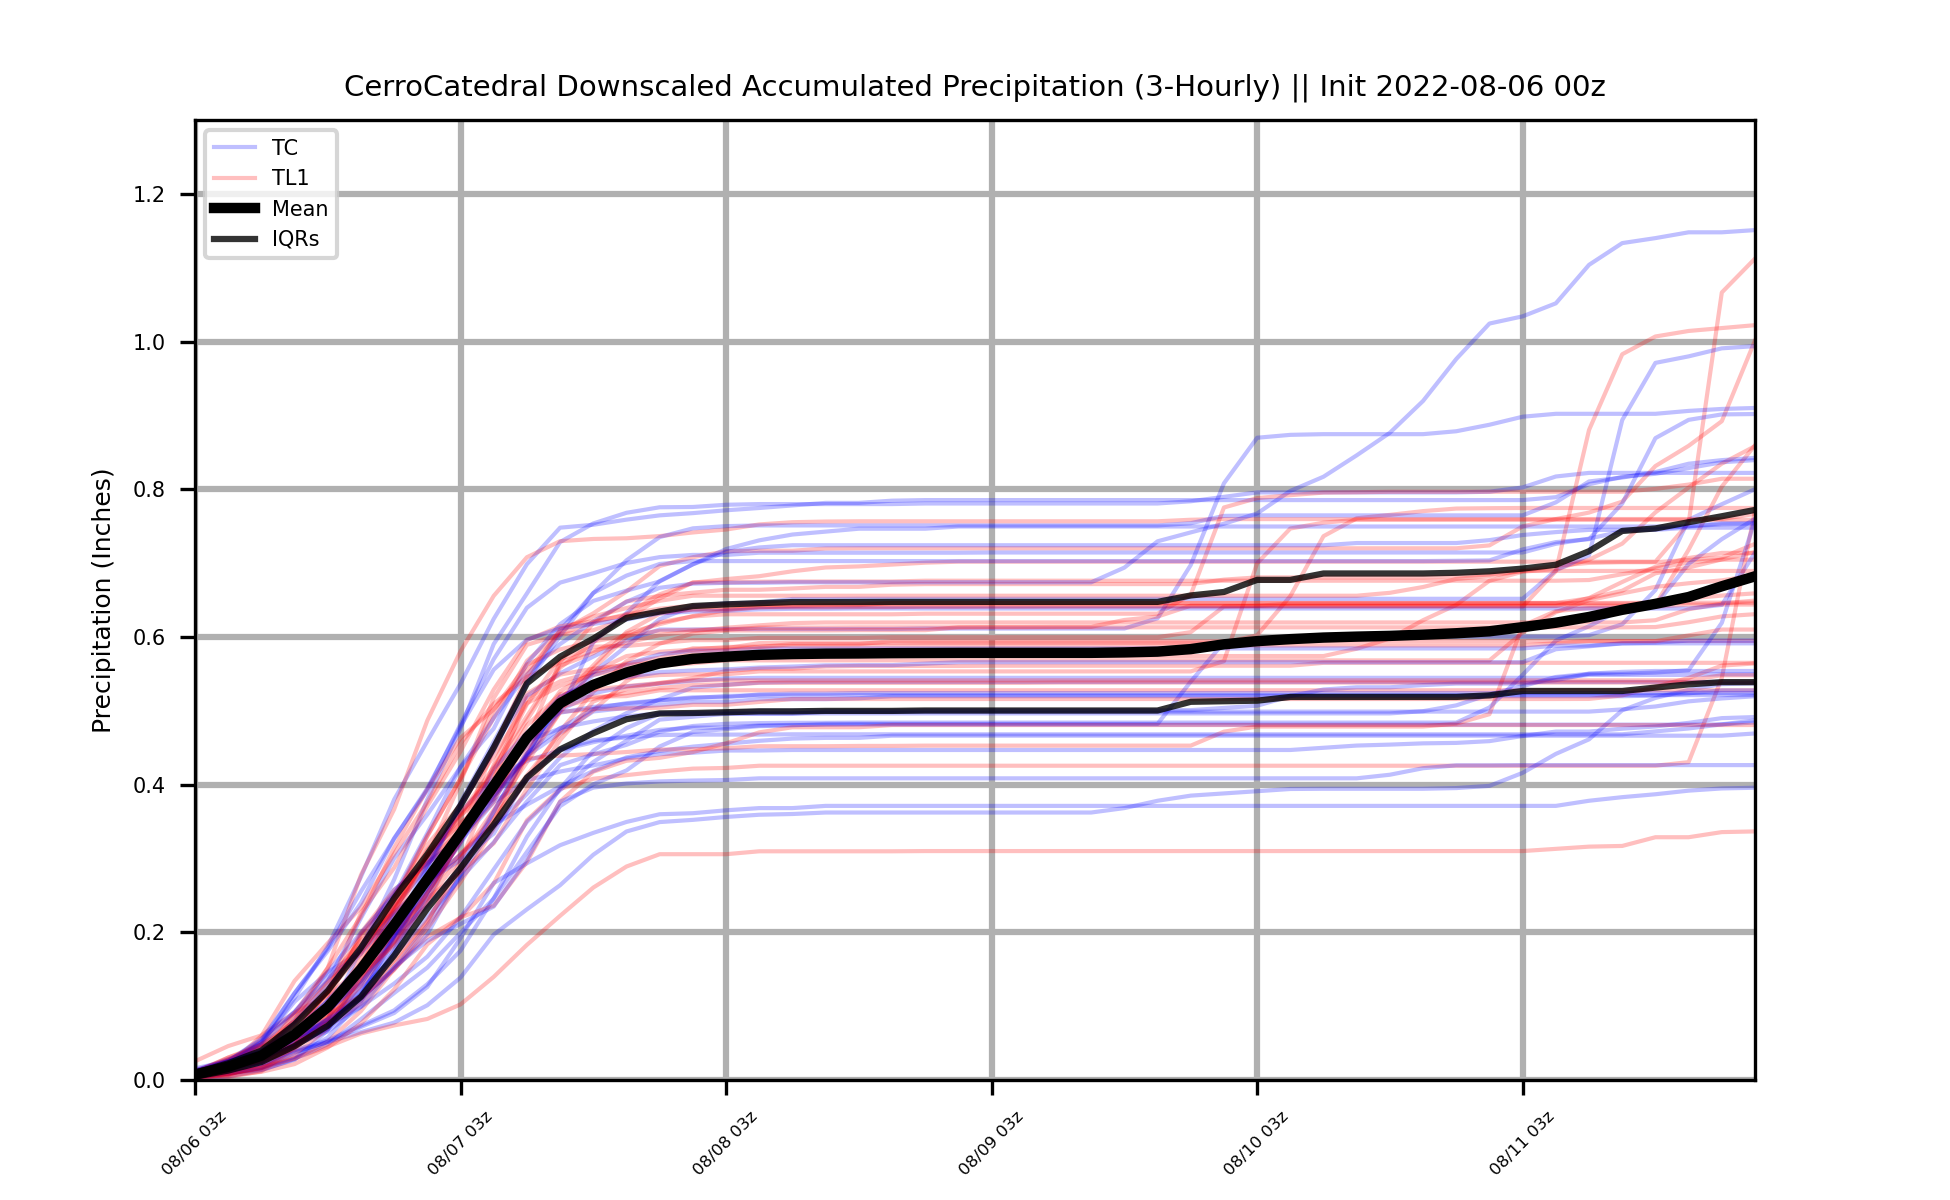 CerroCatedral Downscaled Accumulated Precipitation (3-Hourly) || Init 2022-08-06 00z
TC
TL1
Mean
IQRs
Precipitation (Inches)
1.2
1.0
0.8
0.6
0.4
0.2
0.0
08/06 03z
08/07 03z
08/08 03z
08/09 03z
08/10 03z
08/11 03z